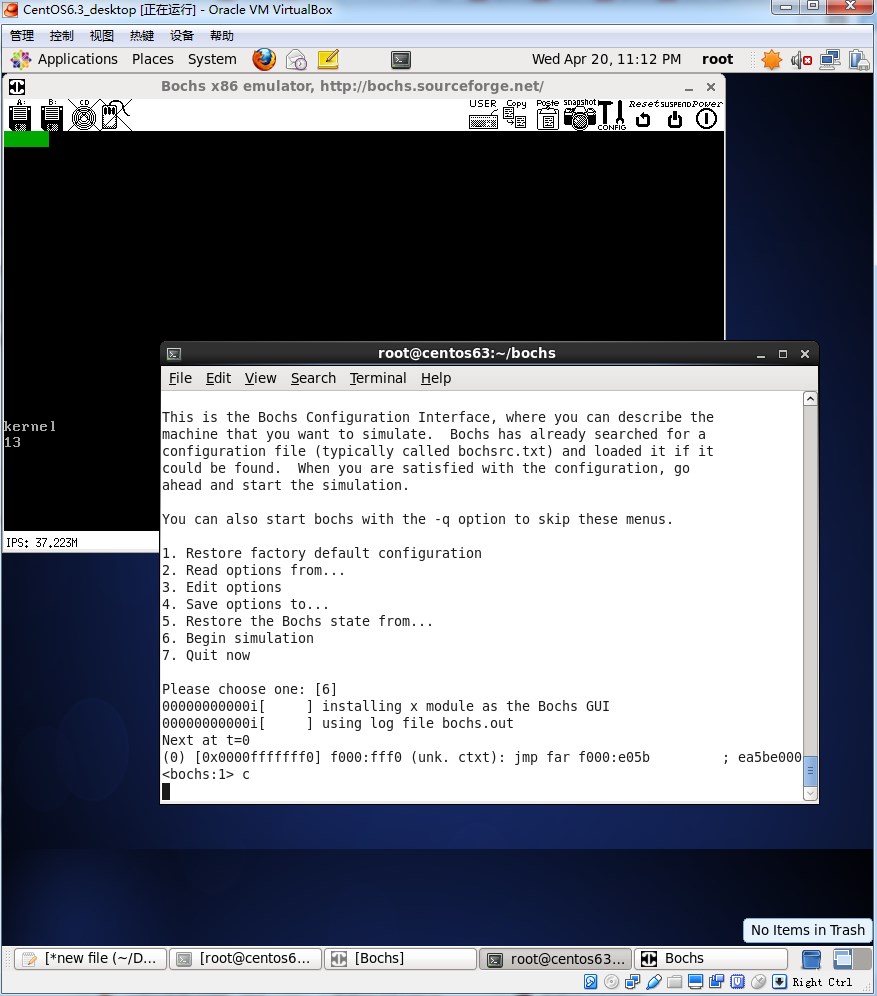 CentOS6.3_desktop [正在运行] - Oracle VM VirtualBox
管理 控制 视图 热键 设备 帮助
Applications Places System Wed Apr 20, 11:12 PM root
Bochs x86 emulator, http://bochs.sourceforge.net/
A: B: CD USER Copy Paste snapshot CONFIG Reset SUSPEND Power
kernel
13
IPS: 37.223M
root@centos63:~/bochs
File Edit View Search Terminal Help
This is the Bochs Configuration Interface, where you can describe the
machine that you want to simulate.  Bochs has already searched for a
configuration file (typically called bochsrc.txt) and loaded it if it
could be found.  When you are satisfied with the configuration, go
ahead and start the simulation.
You can also start bochs with the -q option to skip these menus.
1. Restore factory default configuration
2. Read options from...
3. Edit options
4. Save options to...
5. Restore the Bochs state from...
6. Begin simulation
7. Quit now
Please choose one: [6]
00000000000i[     ] installing x module as the Bochs GUI
00000000000i[     ] using log file bochs.out
Next at t=0
(0) [0x0000fffffff0] f000:fff0 (unk. ctxt): jmp far f000:e05b         ; ea5be000
<bochs:1> c
No Items in Trash
[*new file (~/D... [root@centos6... [Bochs] root@centos63... Bochs
Right Ctrl